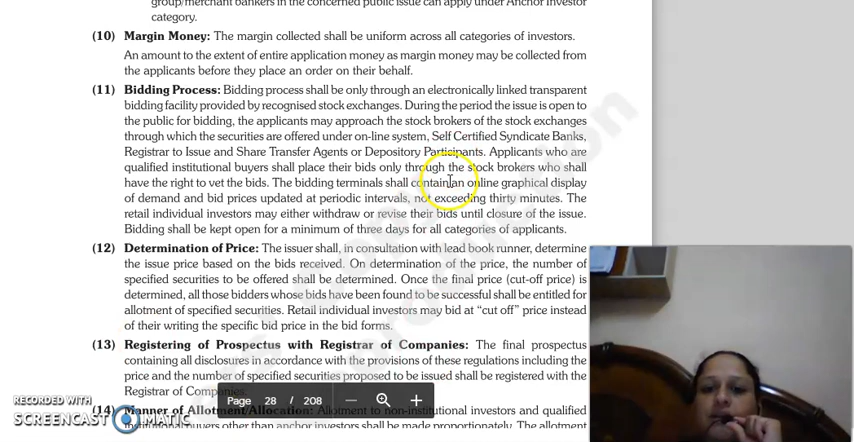 group/merchant bankers in the concerned public issue can apply under Anchor Investor
category.
(10) Margin Money: The margin collected shall be uniform across all categories of investors.
An amount to the extent of entire application money as margin money may be collected from
the applicants before they place an order on their behalf.
(11) Bidding Process: Bidding process shall be only through an electronically linked transparent
bidding facility provided by recognised stock exchanges. During the period the issue is open to
the public for bidding, the applicants may approach the stock brokers of the stock exchanges
through which the securities are offered under on-line system, Self Certified Syndicate Banks,
Registrar to Issue and Share Transfer Agents or Depository Participants. Applicants who are
qualified institutional buyers shall place their bids only through the stock brokers who shall
have the right to vet the bids. The bidding terminals shall contain an online graphical display
of demand and bid prices updated at periodic intervals, not exceeding thirty minutes. The
retail individual investors may either withdraw or revise their bids until closure of the issue.
Bidding shall be kept open for a minimum of three days for all categories of applicants.
(12) Determination of Price: The issuer shall, in consultation with lead book runner, determine
the issue price based on the bids received. On determination of the price, the number of
specified securities to be offered shall be determined. Once the final price (cut-off price) is
determined, all those bidders whose bids have been found to be successful shall be entitled for
allotment of specified securities. Retail individual investors may bid at “cut off” price instead
of their writing the specific bid price in the bid forms.
(13) Registering of Prospectus with Registrar of Companies: The final prospectus
containing all disclosures in accordance with the provisions of these regulations including the
price and the number of specified securities proposed to be issued shall be registered with the
Registrar of Companies.
Page 28 / 208
(14) Manner of Allotment/Allocation: Allotment to non-institutional investors and qualified
institutional buyers other than anchor investors shall be made proportionately. The allotment
RECORDED WITH
SCREENCAST MATIC